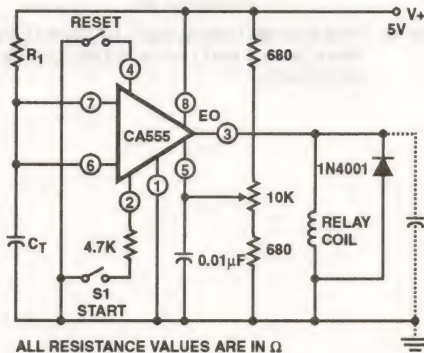 RESET
V+
5V
R1
680
4
7
8
EO
CA555
3
6
5
1
1N4001
2
10K
RELAY
COIL
4.7K
CT
0.01μF
680
S1
START
ALL RESISTANCE VALUES ARE IN Ω